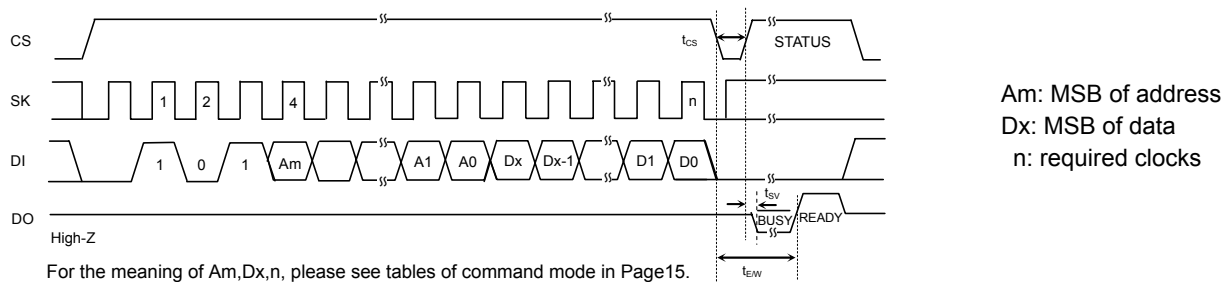 CS
tcs
STATUS
SK
1 2 4 n
DI
1 0 1 Am A1 A0 Dx Dx-1 D1 D0
tSV
DO
BUSY READY
High-Z
tE/W
For the meaning of Am,Dx,n, please see tables of command mode in Page15.
Am: MSB of address
Dx: MSB of data
n: required clocks